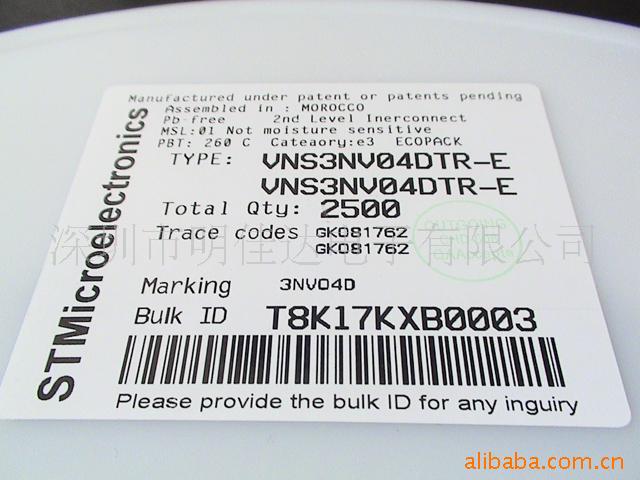 Manufactured under patent or patents pending
Assembled in : MOROCCO
Pb-free 2nd Level Inerconnect
MSL:01 Not moisture sensitive
PBT: 260 C Cateaory:e3 ECOPACK
TYPE: VNS3NV04DTR-E
VNS3NV04DTR-E
Total Qty: 2500
Trace codes GK081762
GK081762
深圳市明佳达电子有限公司
Marking 3NV04D
Bulk ID T8K17KXB0003
Please provide the bulk ID for any inguiry
STMicroelectronics
alibaba.com.cn